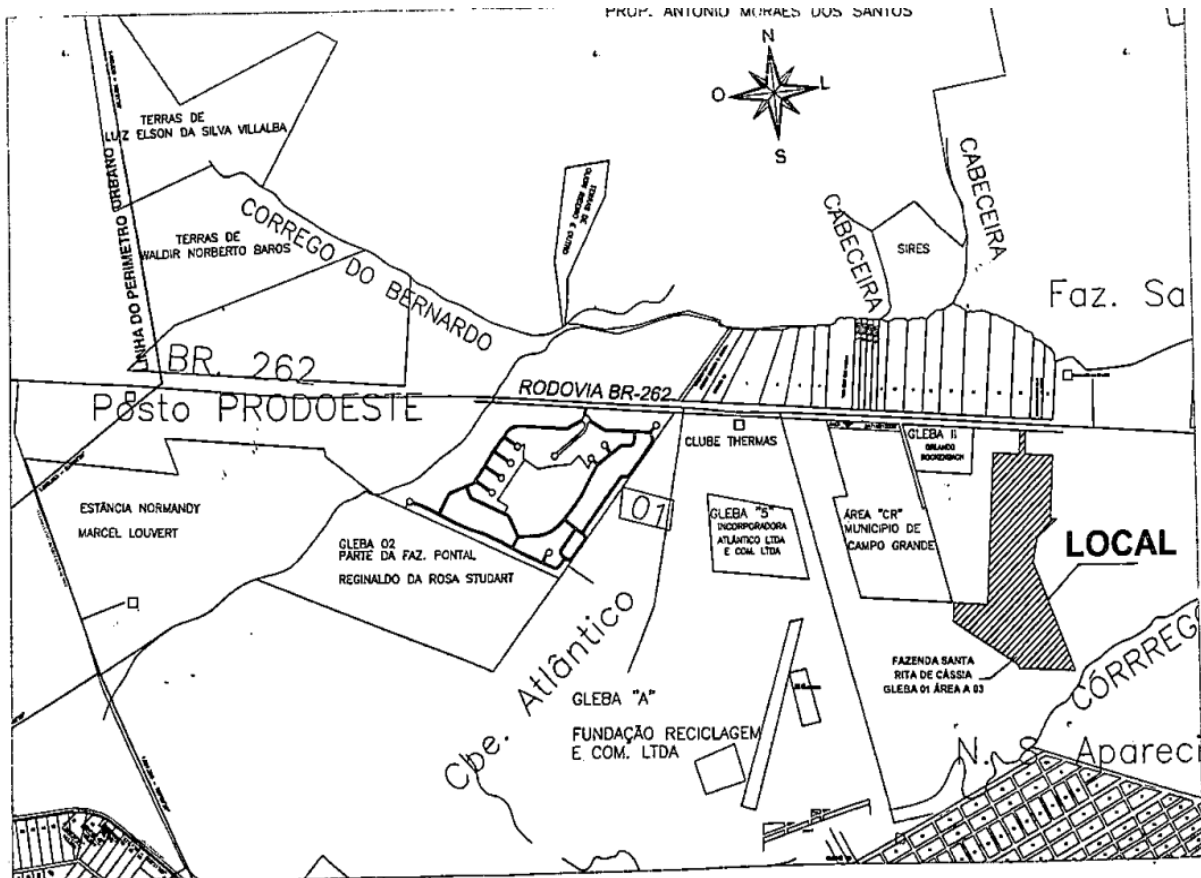 PROP. ANTONIO MORAES DOS SANTOS
N
O
L
S
TERRAS DE
LUIZ ELSON DA SILVA VILLALBA
LINHA DO PERIMETRO URBANO
TERRAS DE
WALDIR NORBERTO BAROS
CORREGO DO BERNARDO
CABECEIRA
CABECEIRA
SIRES
Faz. Sa
BR. 262
RODOVIA BR-262
Posto PRODOESTE
CLUBE THERMAS
GLEBA II
ORLANDO
ESTÂNCIA NORMANDY
MARCEL LOUVERT
01
GLEBA "5"
INCORPORADORA
ATLÂNTICO LTDA
E COM. LTDA
ÁREA "CR"
MUNICIPIO DE
CAMPO GRANDE
LOCAL
GLEBA 02
PARTE DA FAZ. PONTAL
REGINALDO DA ROSA STUDART
Cbe. Atlântico
FAZENDA SANTA
RITA DE CÁSSIA
GLEBA 01 ÁREA A 03
CÓRRREG
GLEBA "A"
FUNDAÇÃO RECICLAGEM
E COM. LTDA
N. S. Apareci